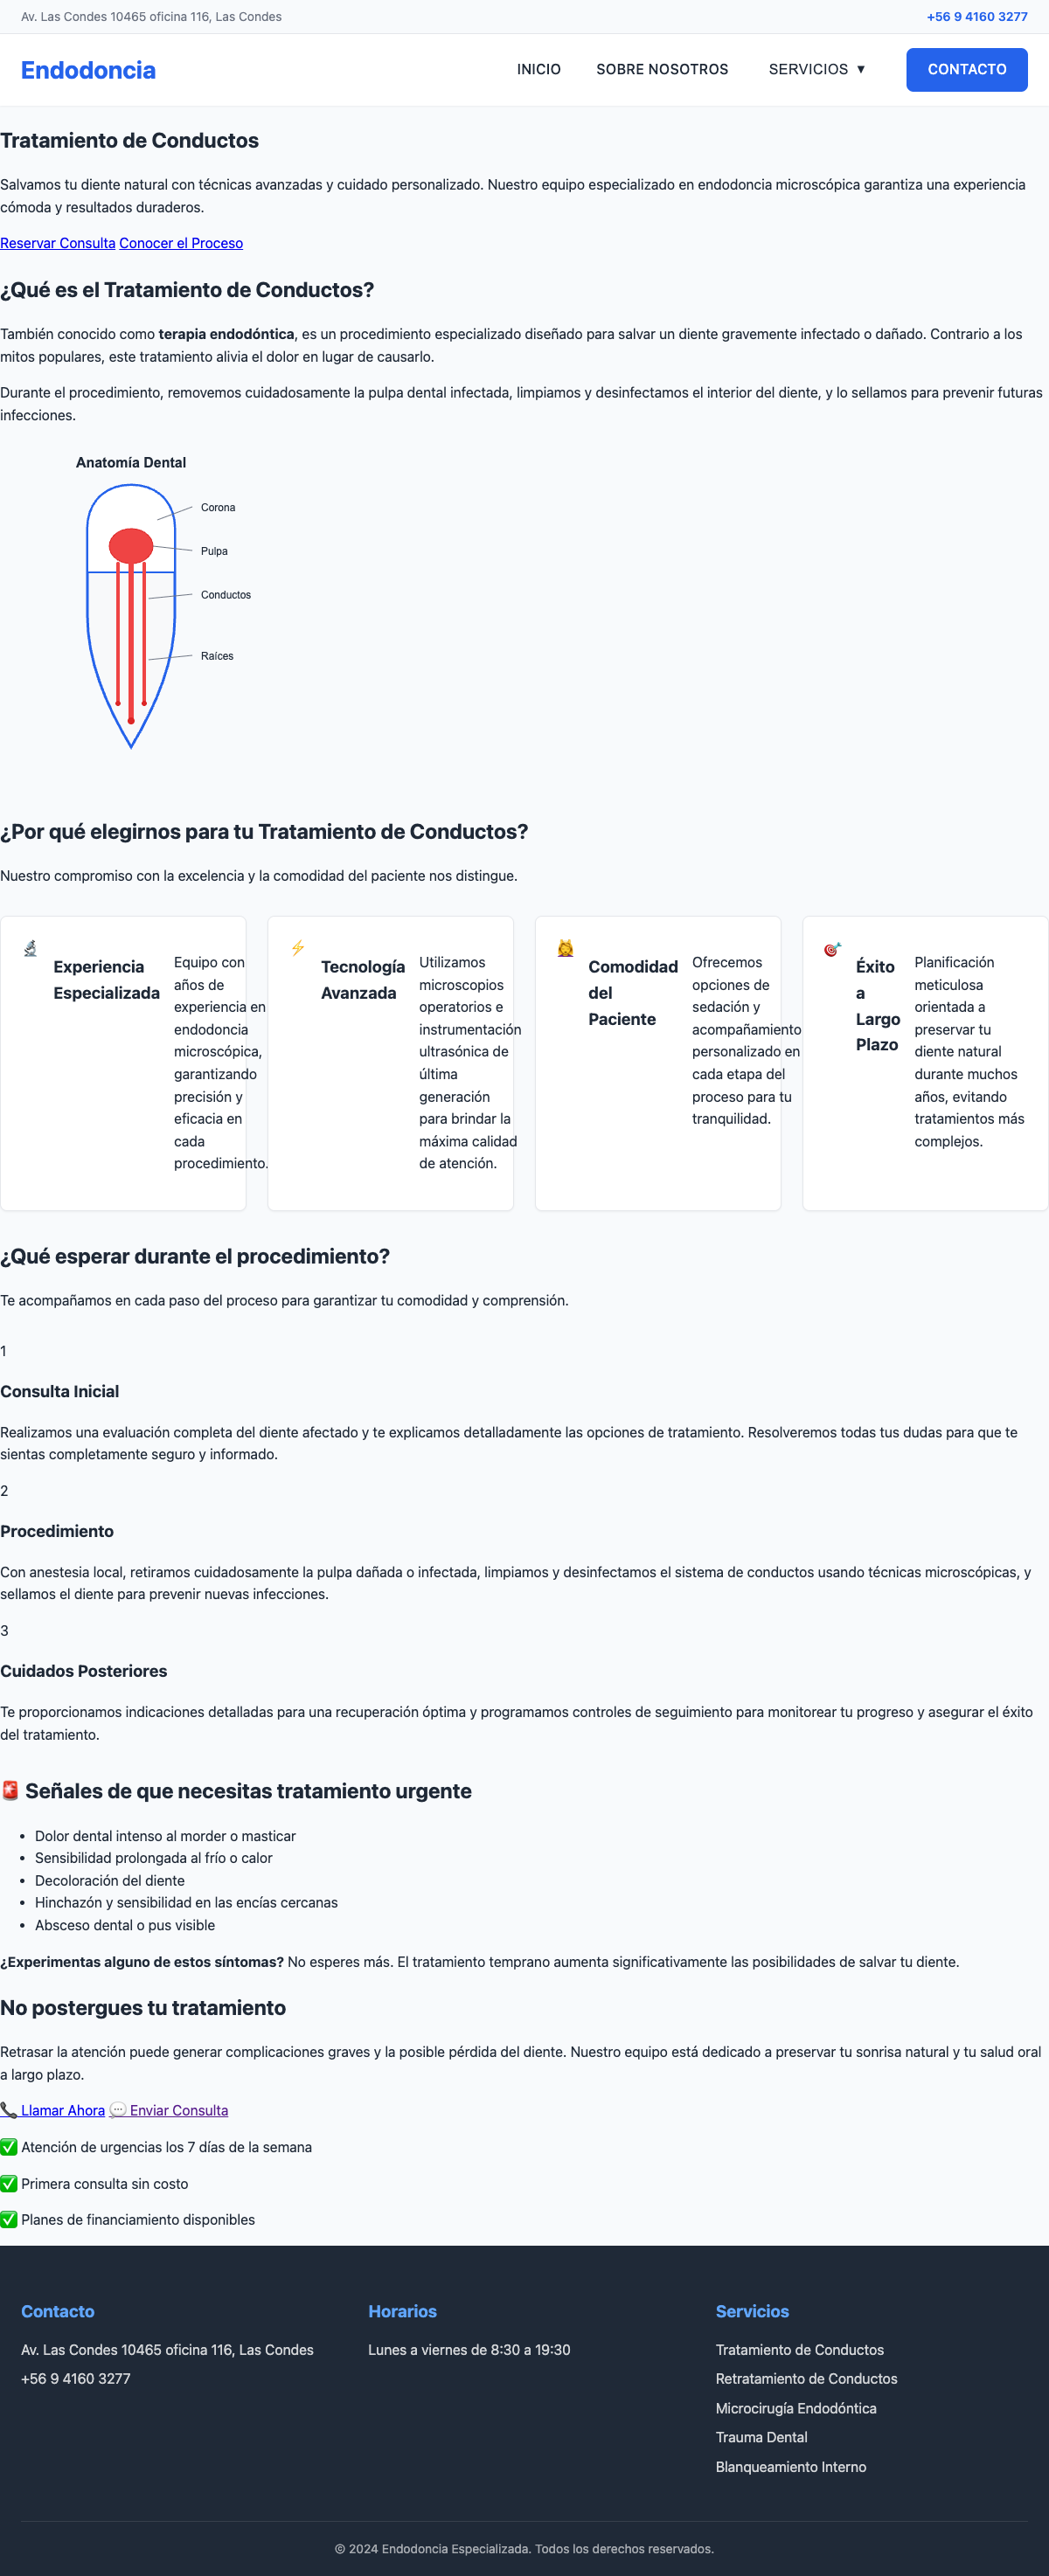 Av. Las Condes 10465 oficina 116, Las Condes
+56 9 4160 3277
Endodoncia
INICIO
SOBRE NOSOTROS
SERVICIOS ▼
CONTACTO
Tratamiento de Conductos
Salvamos tu diente natural con técnicas avanzadas y cuidado personalizado. Nuestro equipo especializado en endodoncia microscópica garantiza una experiencia
cómoda y resultados duraderos.
Reservar Consulta Conocer el Proceso
¿Qué es el Tratamiento de Conductos?
También conocido como terapia endodóntica, es un procedimiento especializado diseñado para salvar un diente gravemente infectado o dañado. Contrario a los
mitos populares, este tratamiento alivia el dolor en lugar de causarlo.
Durante el procedimiento, removemos cuidadosamente la pulpa dental infectada, limpiamos y desinfectamos el interior del diente, y lo sellamos para prevenir futuras
infecciones.
Anatomía Dental
Corona
Pulpa
Conductos
Raíces
¿Por qué elegirnos para tu Tratamiento de Conductos?
Nuestro compromiso con la excelencia y la comodidad del paciente nos distingue.
🔬
Experiencia
Especializada
Equipo con
años de
experiencia en
endodoncia
microscópica,
garantizando
precisión y
eficacia en
cada
procedimiento.
⚡
Tecnología
Avanzada
Utilizamos
microscopios
operatorios e
instrumentación
ultrasónica de
última
generación
para brindar la
máxima calidad
de atención.
Comodidad
del
Paciente
Ofrecemos
opciones de
sedación y
acompañamiento
personalizado en
cada etapa del
proceso para tu
tranquilidad.
🎯
Éxito
a
Largo
Plazo
Planificación
meticulosa
orientada a
preservar tu
diente natural
durante muchos
años, evitando
tratamientos más
complejos.
¿Qué esperar durante el procedimiento?
Te acompañamos en cada paso del proceso para garantizar tu comodidad y comprensión.
1
Consulta Inicial
Realizamos una evaluación completa del diente afectado y te explicamos detalladamente las opciones de tratamiento. Resolveremos todas tus dudas para que te
sientas completamente seguro y informado.
2
Procedimiento
Con anestesia local, retiramos cuidadosamente la pulpa dañada o infectada, limpiamos y desinfectamos el sistema de conductos usando técnicas microscópicas, y
sellamos el diente para prevenir nuevas infecciones.
3
Cuidados Posteriores
Te proporcionamos indicaciones detalladas para una recuperación óptima y programamos controles de seguimiento para monitorear tu progreso y asegurar el éxito
del tratamiento.
🚨 Señales de que necesitas tratamiento urgente
• Dolor dental intenso al morder o masticar
• Sensibilidad prolongada al frío o calor
• Decoloración del diente
• Hinchazón y sensibilidad en las encías cercanas
• Absceso dental o pus visible
¿Experimentas alguno de estos síntomas? No esperes más. El tratamiento temprano aumenta significativamente las posibilidades de salvar tu diente.
No postergues tu tratamiento
Retrasar la atención puede generar complicaciones graves y la posible pérdida del diente. Nuestro equipo está dedicado a preservar tu sonrisa natural y tu salud oral
a largo plazo.
📞 Llamar Ahora 💬 Enviar Consulta
✅ Atención de urgencias los 7 días de la semana
✅ Primera consulta sin costo
✅ Planes de financiamiento disponibles
Contacto
Av. Las Condes 10465 oficina 116, Las Condes
+56 9 4160 3277
Horarios
Lunes a viernes de 8:30 a 19:30
Servicios
Tratamiento de Conductos
Retratamiento de Conductos
Microcirugía Endodóntica
Trauma Dental
Blanqueamiento Interno
© 2024 Endodoncia Especializada. Todos los derechos reservados.